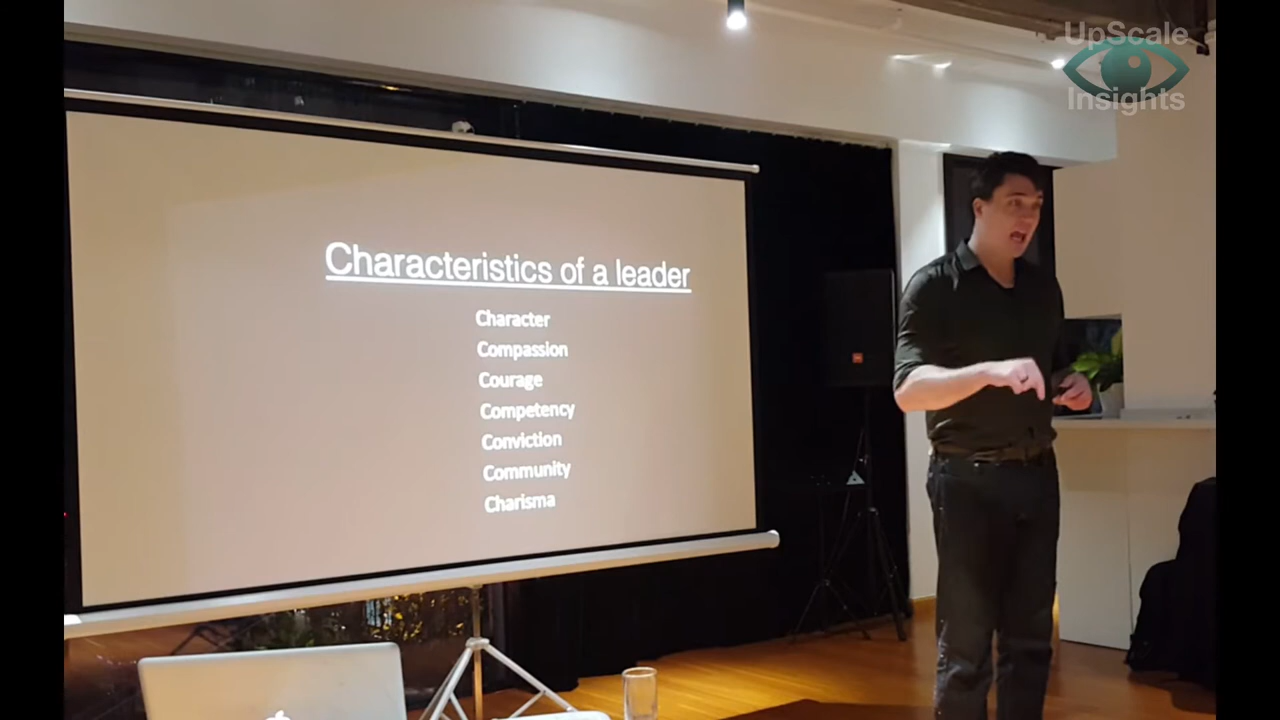 UpScale
Insights
Characteristics of a leader
Character
Compassion
Courage
Competency
Conviction
Community
Charisma